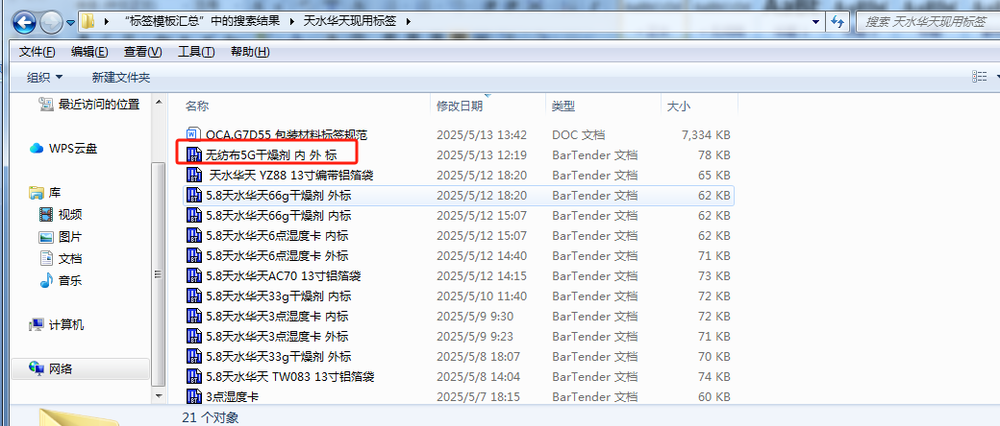 “标签模板汇总”中的搜索结果 天水华天现用标签 搜索 天水华天现用标签
文件(F) 编辑(E) 查看(V) 工具(T) 帮助(H)
组织 新建文件夹
最近访问的位置
WPS云盘
库
视频
图片
文档
音乐
计算机
网络
名称 修改日期 类型 大小
OCA.G7D55 包装材料标签规范 2025/5/13 13:42 DOC 文档 7,334 KB
无纺布5G干燥剂 内 外 标 2025/5/13 12:19 BarTender 文档 78 KB
天水华天 YZ88 13寸编带铝箔袋 2025/5/12 18:20 BarTender 文档 65 KB
5.8天水华天66g干燥剂 外标 2025/5/12 18:20 BarTender 文档 62 KB
5.8天水华天66g干燥剂 内标 2025/5/12 15:07 BarTender 文档 62 KB
5.8天水华天6点湿度卡 内标 2025/5/12 15:07 BarTender 文档 62 KB
5.8天水华天6点湿度卡 外标 2025/5/12 14:40 BarTender 文档 71 KB
5.8天水华天AC70 13寸铝箔袋 2025/5/12 14:15 BarTender 文档 73 KB
5.8天水华天33g干燥剂 内标 2025/5/10 11:40 BarTender 文档 72 KB
5.8天水华天3点湿度卡 内标 2025/5/9 9:30 BarTender 文档 72 KB
5.8天水华天3点湿度卡 外标 2025/5/9 9:23 BarTender 文档 71 KB
5.8天水华天33g干燥剂 外标 2025/5/8 18:07 BarTender 文档 70 KB
5.8天水华天 TW083 13寸铝箔袋 2025/5/8 14:04 BarTender 文档 74 KB
3点湿度卡 2025/5/7 18:15 BarTender 文档 60 KB
21 个对象